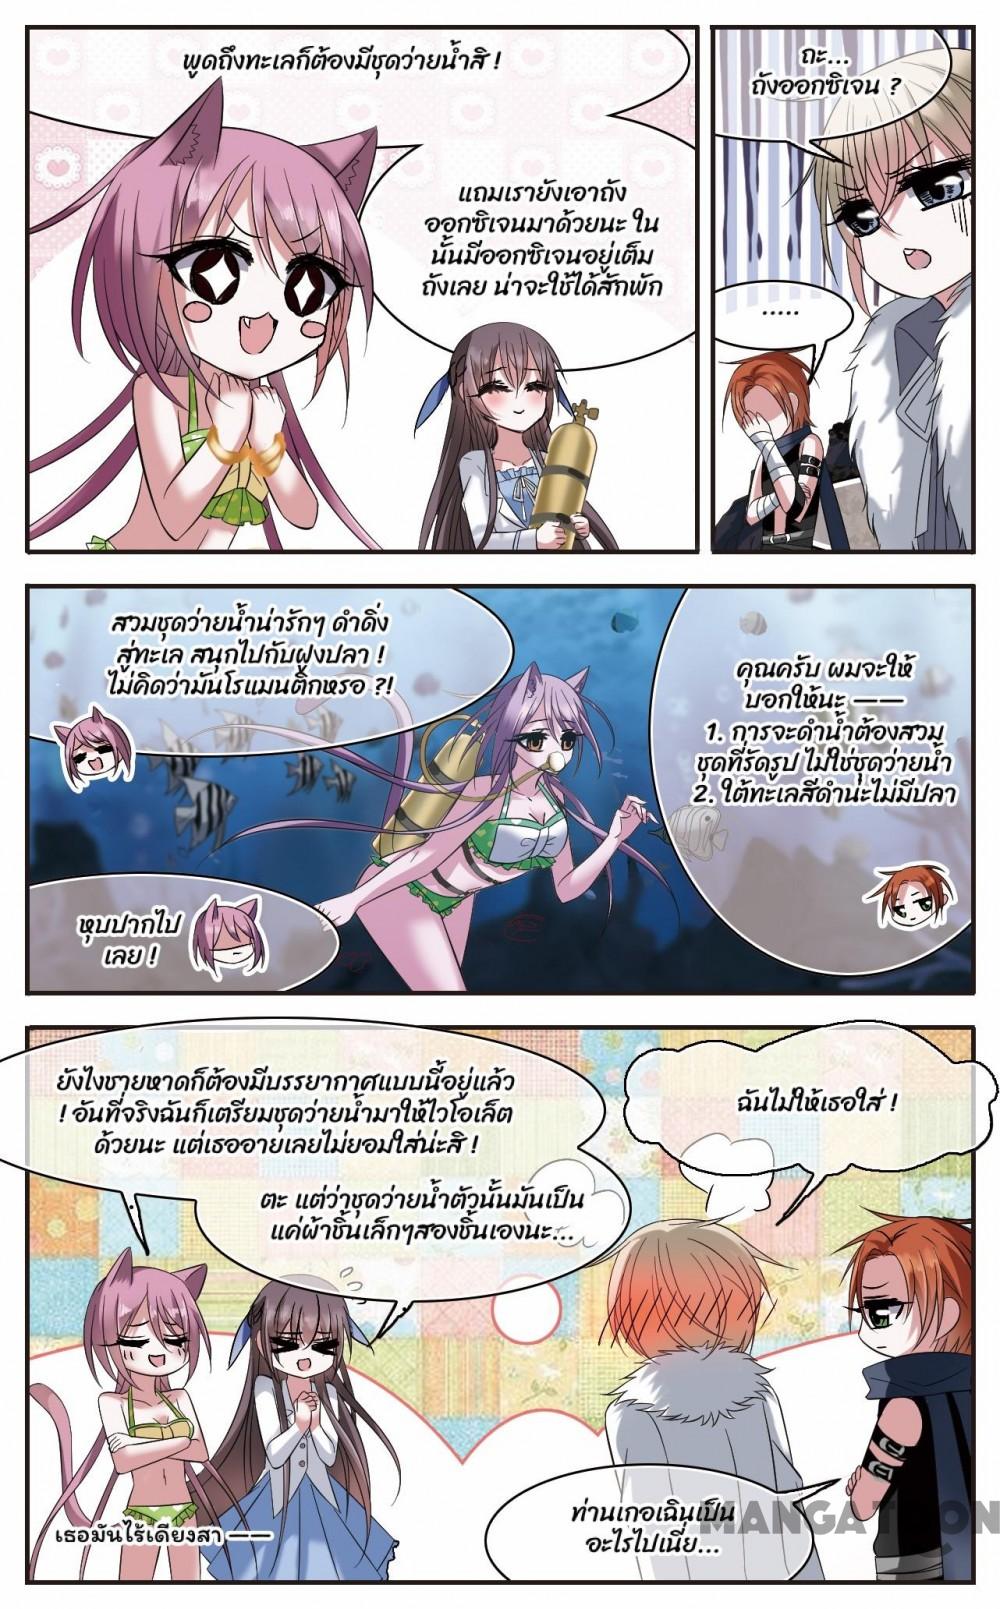 พูดถึงทะเลก็ต้องมีชุดว่ายน้ำสิ !
แถมเรายังเอาถัง
ออกซิเจนมาด้วยนะ ใน
นั้นมีออกซิเจนอยู่เต็ม
ถังเลย น่าจะใช้ได้สักพัก
ถะ...
ถังออกซิเจน ?
.....
สวมชุดว่ายน้ำน่ารักๆ ดำดิ่ง
สู่ทะเล สนุกไปกับฝูงปลา !
ไม่คิดว่ามันโรแมนติกหรอ ?!
คุณครับ ผมจะให้
บอกให้นะ ——
1. การจะดำน้ำต้องสวม
ชุดที่รัดรูป ไม่ใช่ชุดว่ายน้ำ
2. ใต้ทะเลสีดำน่ะไม่มีปลา
หุบปากไป
เลย !
ยังไงชายหาดก็ต้องมีบรรยากาศแบบนี้อยู่แล้ว
! อันที่จริงฉันก็เตรียมชุดว่ายน้ำมาให้ไวโอเล็ต
ด้วยนะ แต่เธออายเลยไม่ยอมใส่น่ะสิ !
ตะ แต่ว่าชุดว่ายน้ำตัวนั้นมันเป็น
แค่ผ้าชิ้นเล็กๆสองชิ้นเองนะ...
ฉันไม่ให้เธอใส่ !
เธอมันไร้เดียงสา ——
ท่านเกอเฉินเป็น
อะไรไปเนี่ย...